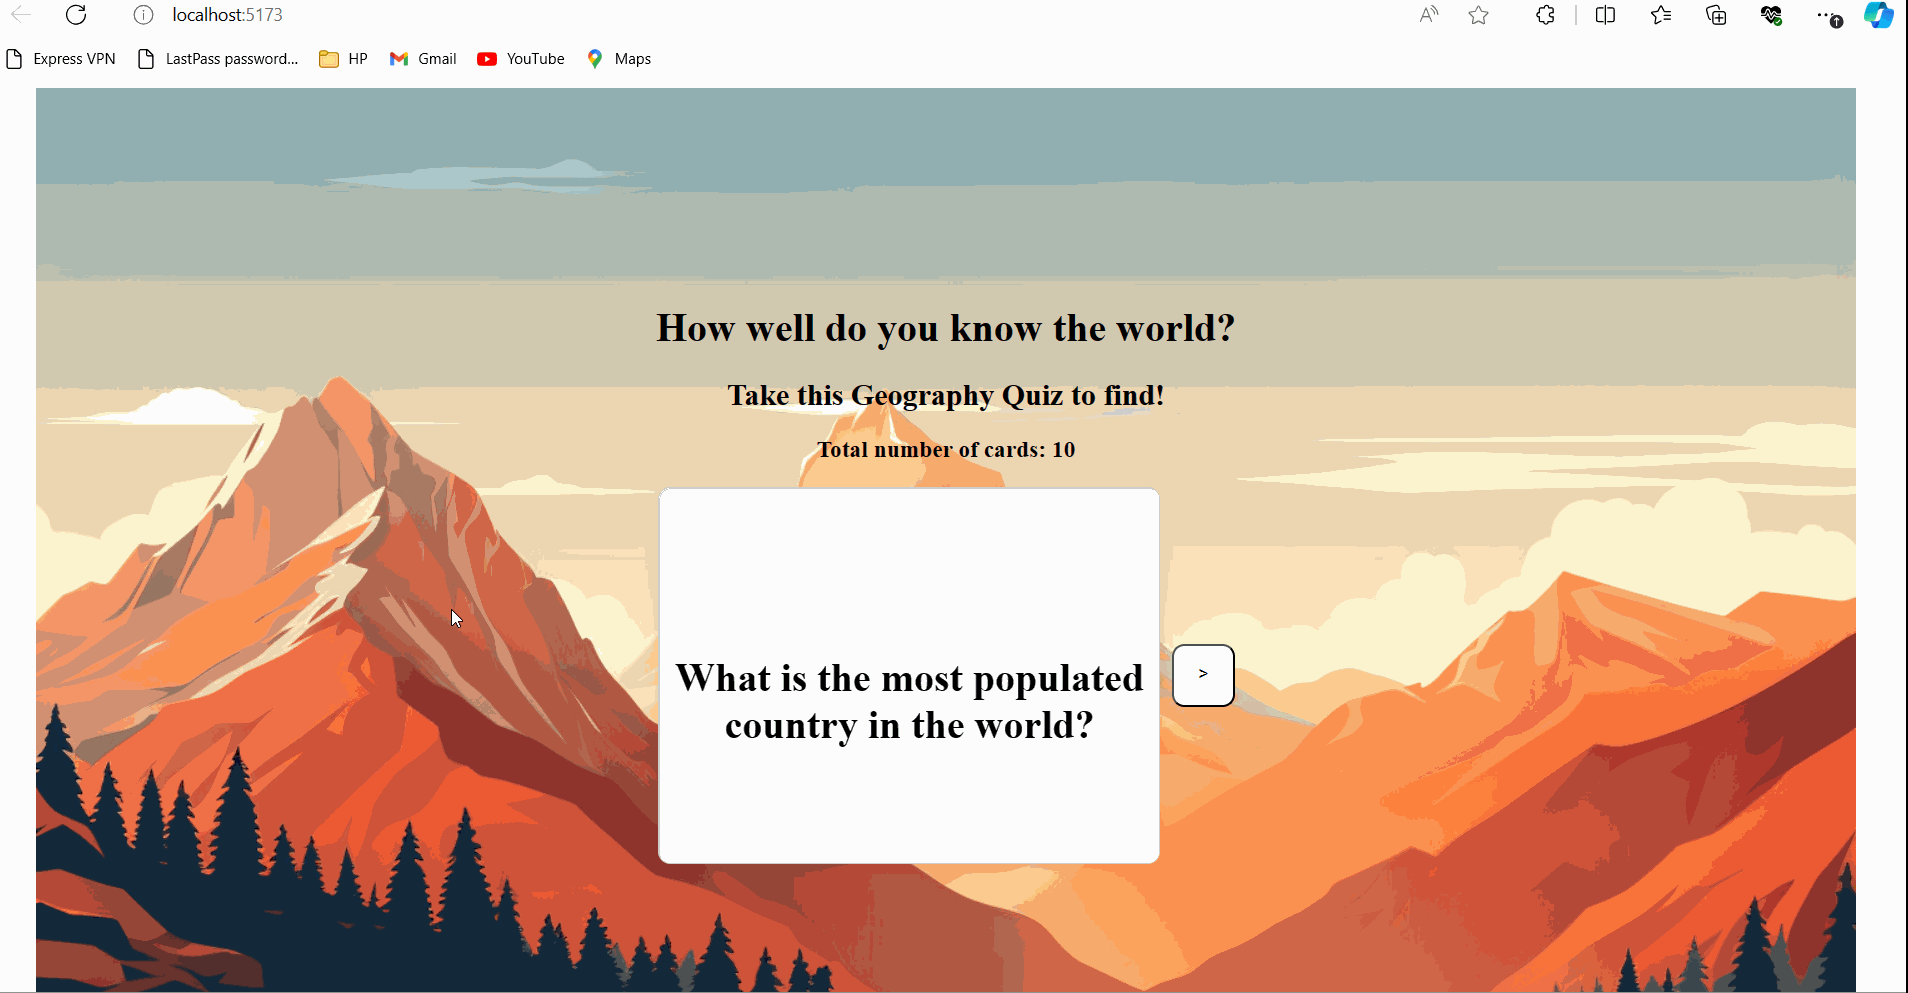 localhost:5173
Express VPN LastPass password... HP Gmail YouTube Maps
How well do you know the world?
Take this Geography Quiz to find!
Total number of cards: 10
What is the most populated
country in the world?
>